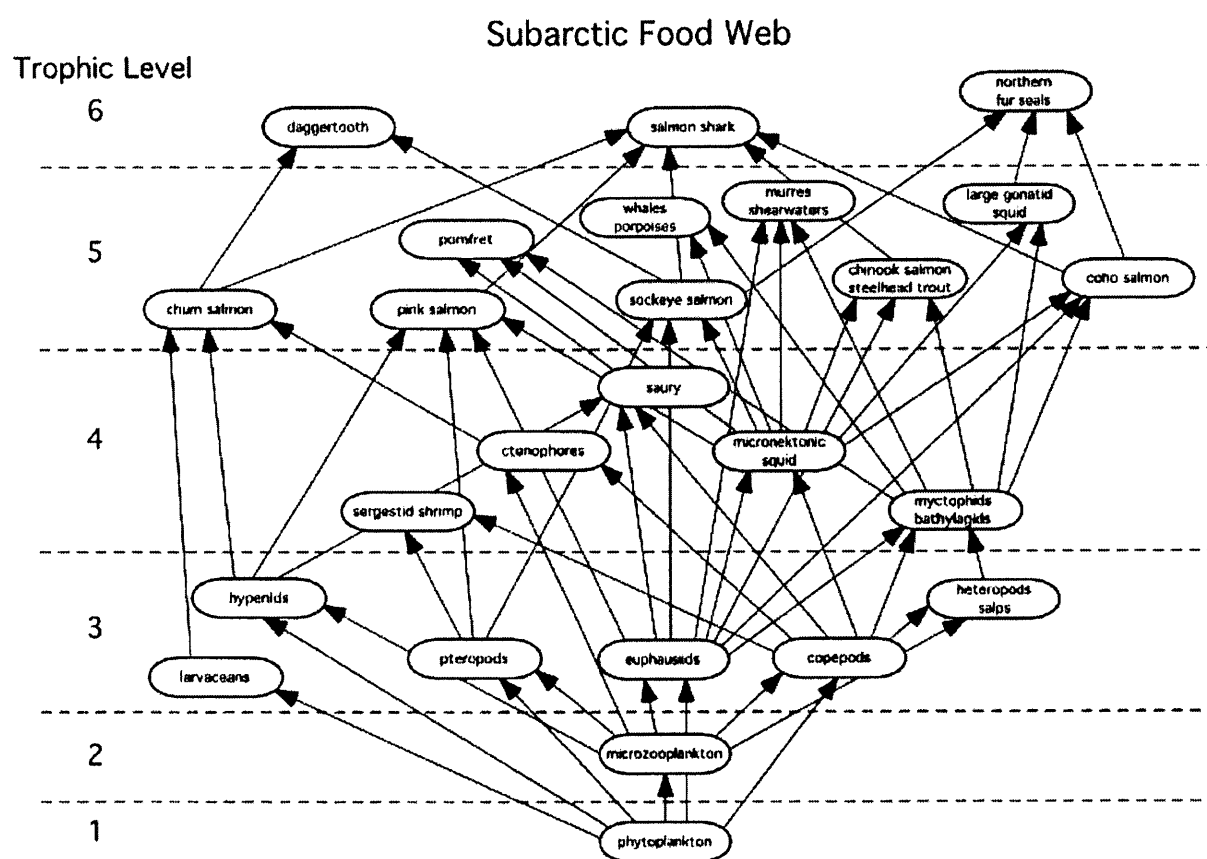 Subarctic Food Web
Trophic Level
6
northern
fur seals
daggertooth
salmon shark
murres
shearwaters
large gonatid
squid
whales
porpoises
pomfret
5
chinook salmon
steelhead trout
coho salmon
chum salmon
pink salmon
sockeye salmon
saury
4
ctenophores
micronektonic
squid
sergestid shrimp
myctophids
bathylagids
hyperiids
heteropods
salps
3
pteropods
euphausiids
copepods
larvaceans
2
microzooplankton
1
phytoplankton